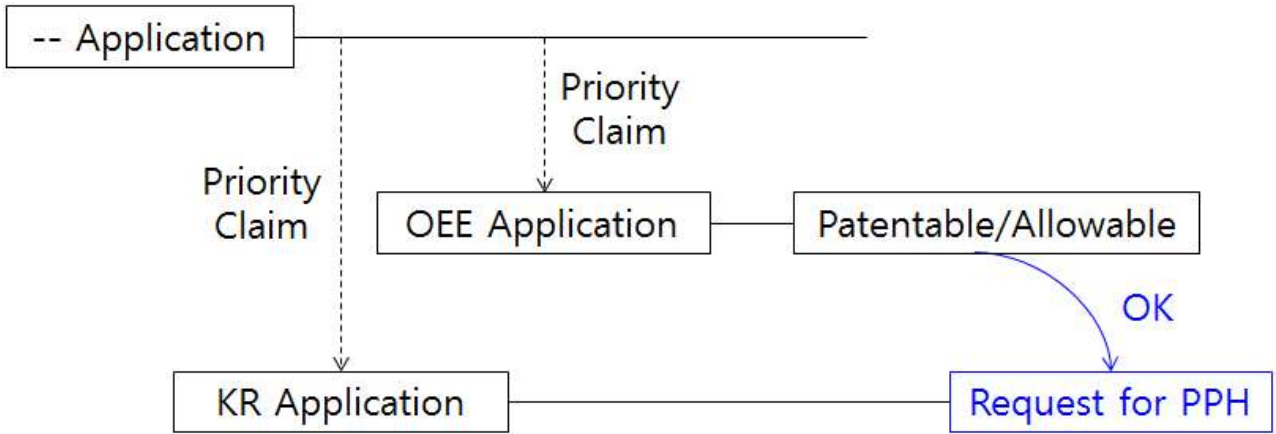 -- Application
Priority
Claim
Priority
Claim
OEE Application
Patentable/Allowable
OK
KR Application
Request for PPH